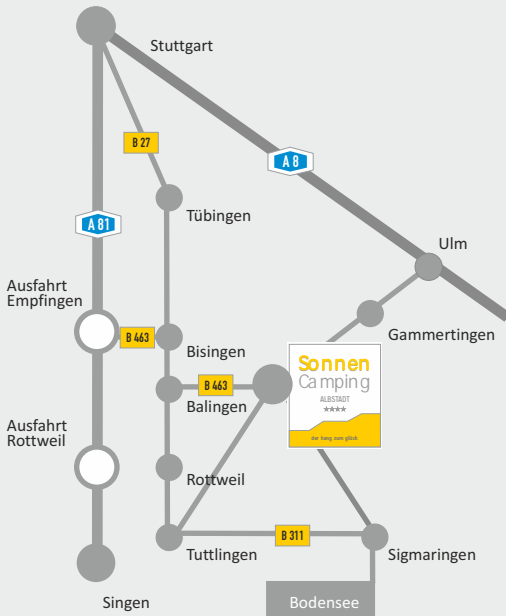 Stuttgart
B 27
A 8
Tübingen
A 81
Ulm
Ausfahrt
Empfingen
B 463
Bisingen
Gammertingen
Sonnen
Camping
ALBSTADT
★★★★
der hang zum glück
B 463
Balingen
Ausfahrt
Rottweil
Rottweil
B 311
Tuttlingen
Sigmaringen
Singen
Bodensee